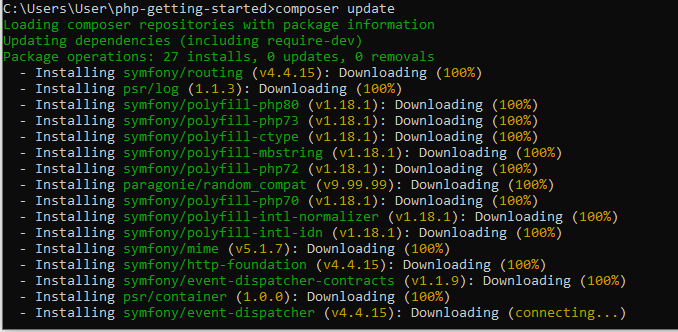 C:\Users\User\php-getting-started>composer update
Loading composer repositories with package information
Updating dependencies (including require-dev)
Package operations: 27 installs, 0 updates, 0 removals
- Installing symfony/routing (v4.4.15): Downloading (100%)
- Installing psr/log (1.1.3): Downloading (100%)
- Installing symfony/polyfill-php80 (v1.18.1): Downloading (100%)
- Installing symfony/polyfill-php73 (v1.18.1): Downloading (100%)
- Installing symfony/polyfill-ctype (v1.18.1): Downloading (100%)
- Installing symfony/polyfill-mbstring (v1.18.1): Downloading (100%)
- Installing symfony/polyfill-php72 (v1.18.1): Downloading (100%)
- Installing paragonie/random_compat (v9.99.99): Downloading (100%)
- Installing symfony/polyfill-php70 (v1.18.1): Downloading (100%)
- Installing symfony/polyfill-intl-normalizer (v1.18.1): Downloading (100%)
- Installing symfony/polyfill-intl-idn (v1.18.1): Downloading (100%)
- Installing symfony/mime (v5.1.7): Downloading (100%)
- Installing symfony/http-foundation (v4.4.15): Downloading (100%)
- Installing symfony/event-dispatcher-contracts (v1.1.9): Downloading (100%)
- Installing psr/container (1.0.0): Downloading (100%)
- Installing symfony/event-dispatcher (v4.4.15): Downloading (connecting...)